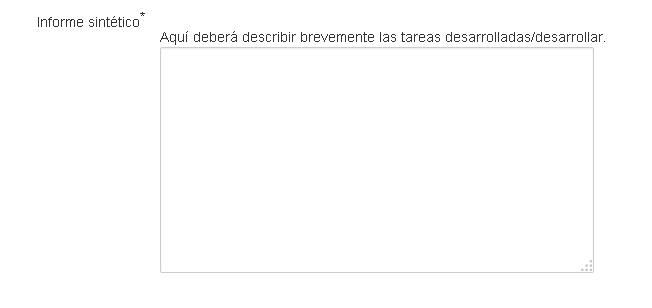 Informe sintético*
Aquí deberá describir brevemente las tareas desarrolladas/desarrollar.